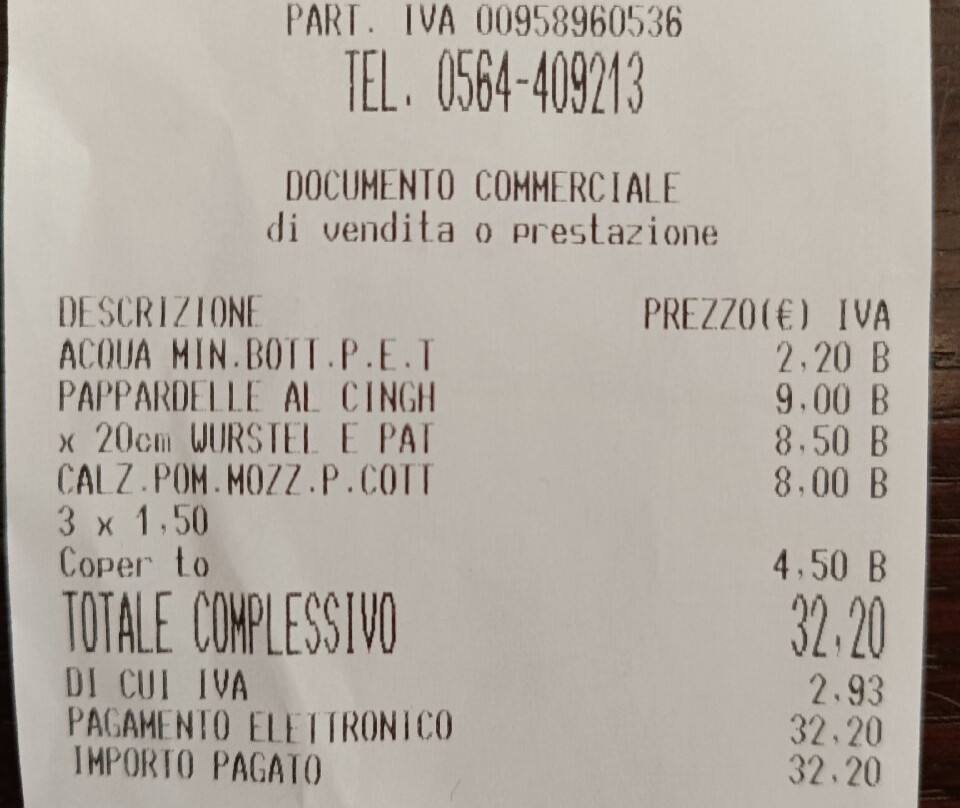 PART. IVA 00958960536
TEL. 0564-409213
DOCUMENTO COMMERCIALE
di vendita o prestazione
DESCRIZIONE PREZZO(€) IVA
ACQUA MIN.BOTT.P.E.T 2,20 B
PAPPARDELLE AL CINGH 9,00 B
x 20cm WURSTEL E PAT 8,50 B
CALZ.POM.MOZZ.P.COTT 8,00 B
3 x 1,50
Coperto 4,50 B
TOTALE COMPLESSIVO 32,20
DI CUI IVA 2,93
PAGAMENTO ELETTRONICO 32,20
IMPORTO PAGATO 32,20